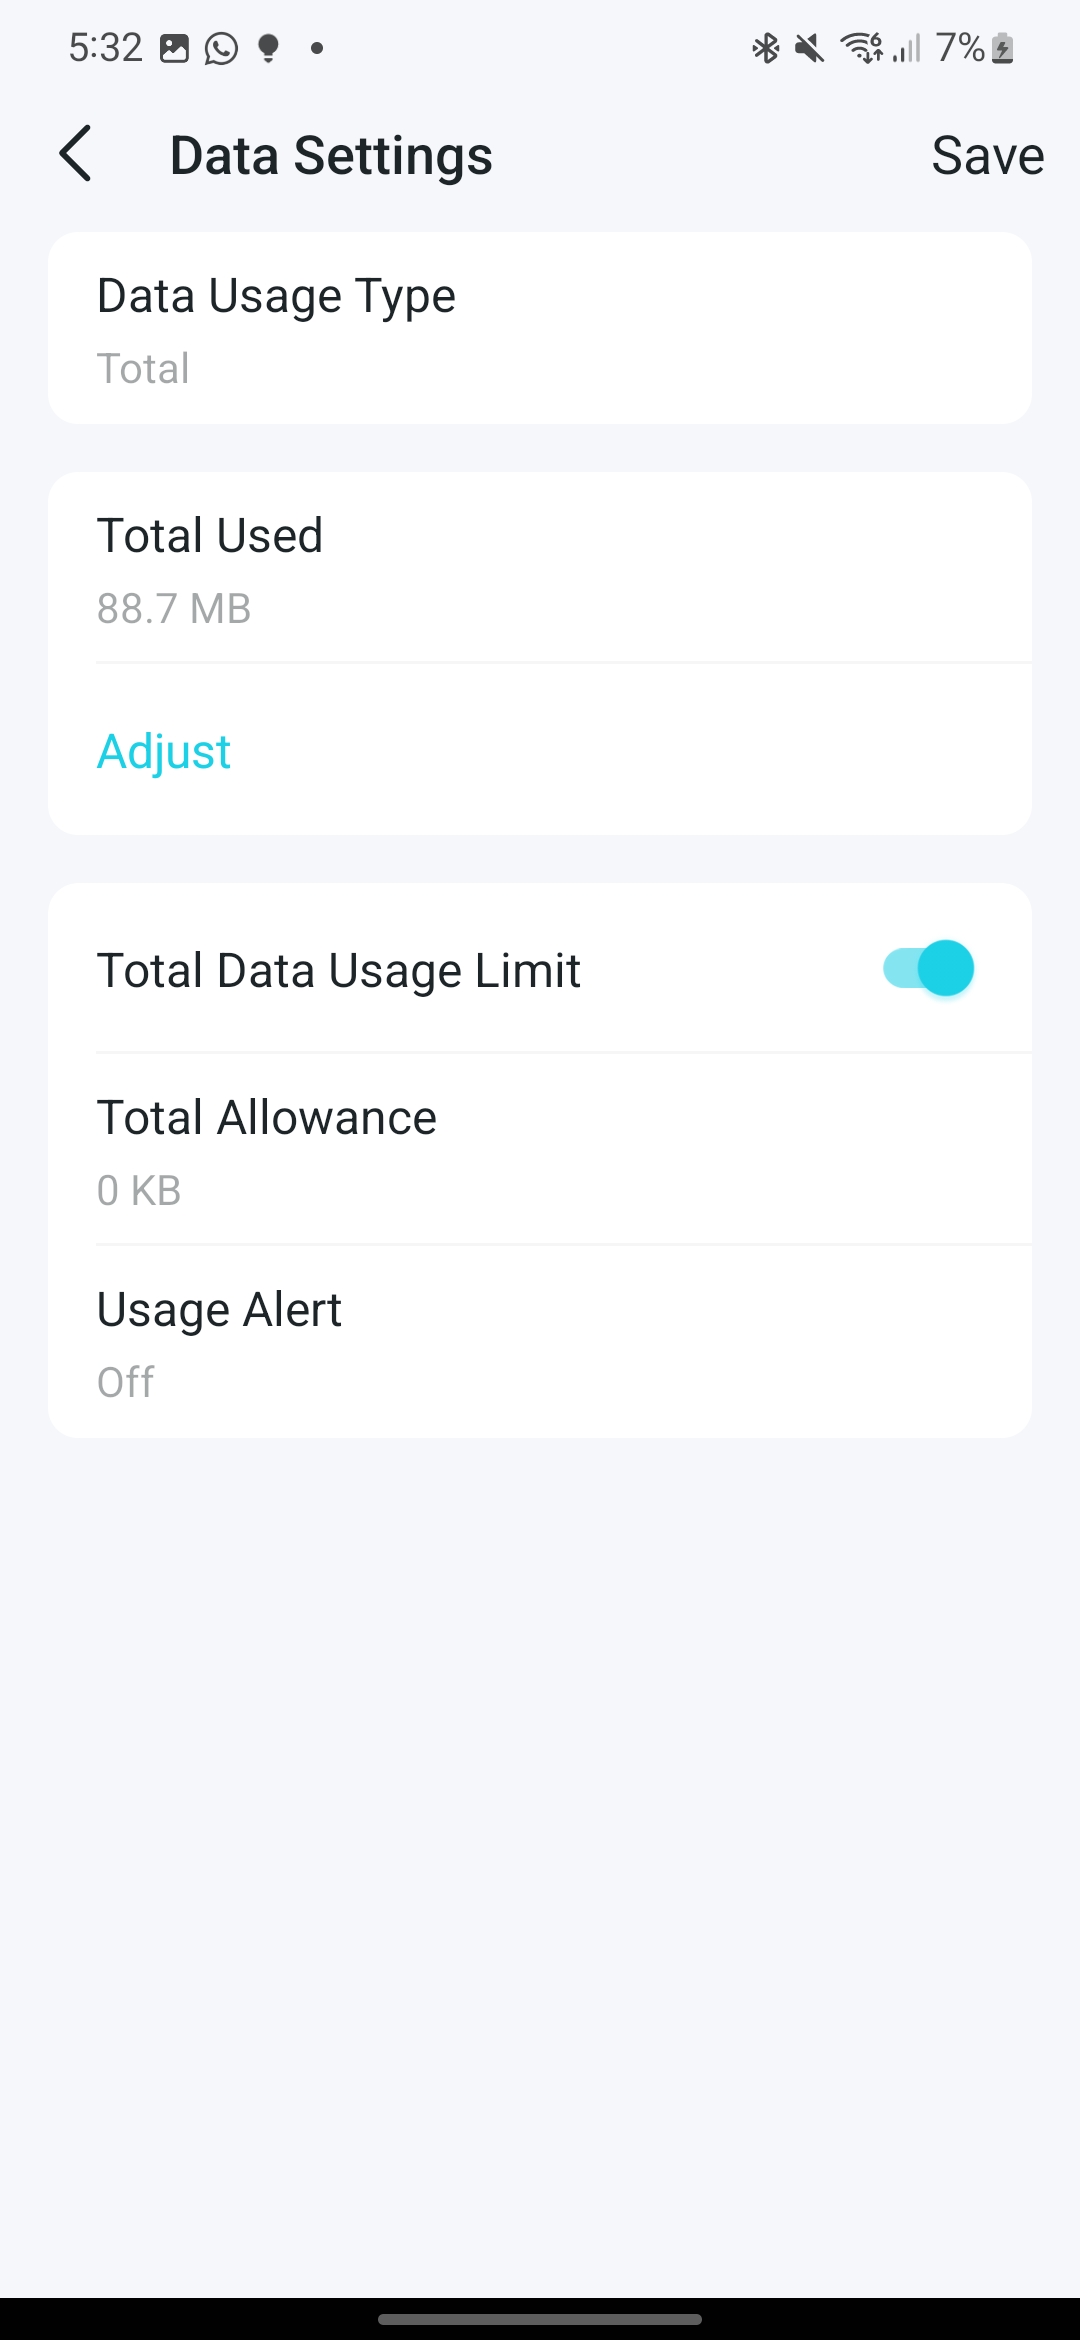 5:32 7%
Data Settings Save
Data Usage Type
Total
Total Used
88.7 MB
Adjust
Total Data Usage Limit
Total Allowance
0 KB
Usage Alert
Off